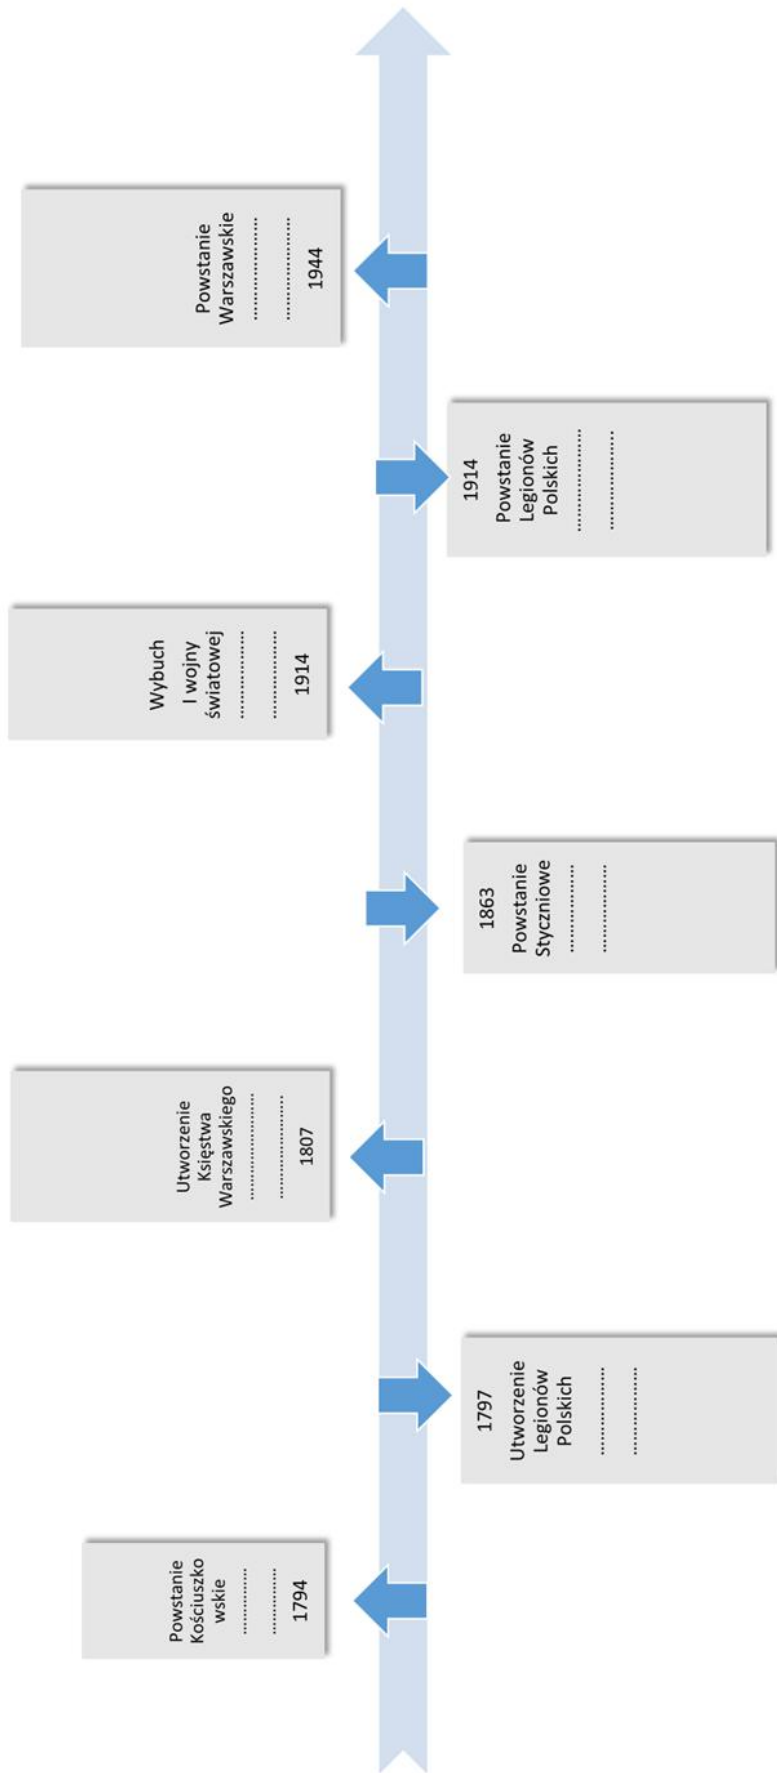 Powstanie
Kościuszko
wskie
....................
....................
1794
1797
Utworzenie
Legionów
Polskich
..........................
..........................
Utworzenie
Księstwa
Warszawskiego
..............................
..............................
1807
1863
Powstanie
Styczniowe
..........................
..........................
Wybuch
I wojny
światowej
..........................
..........................
1914
1914
Powstanie
Legionów
Polskich
..............................
..............................
Powstanie
Warszawskie
..............................
..............................
1944